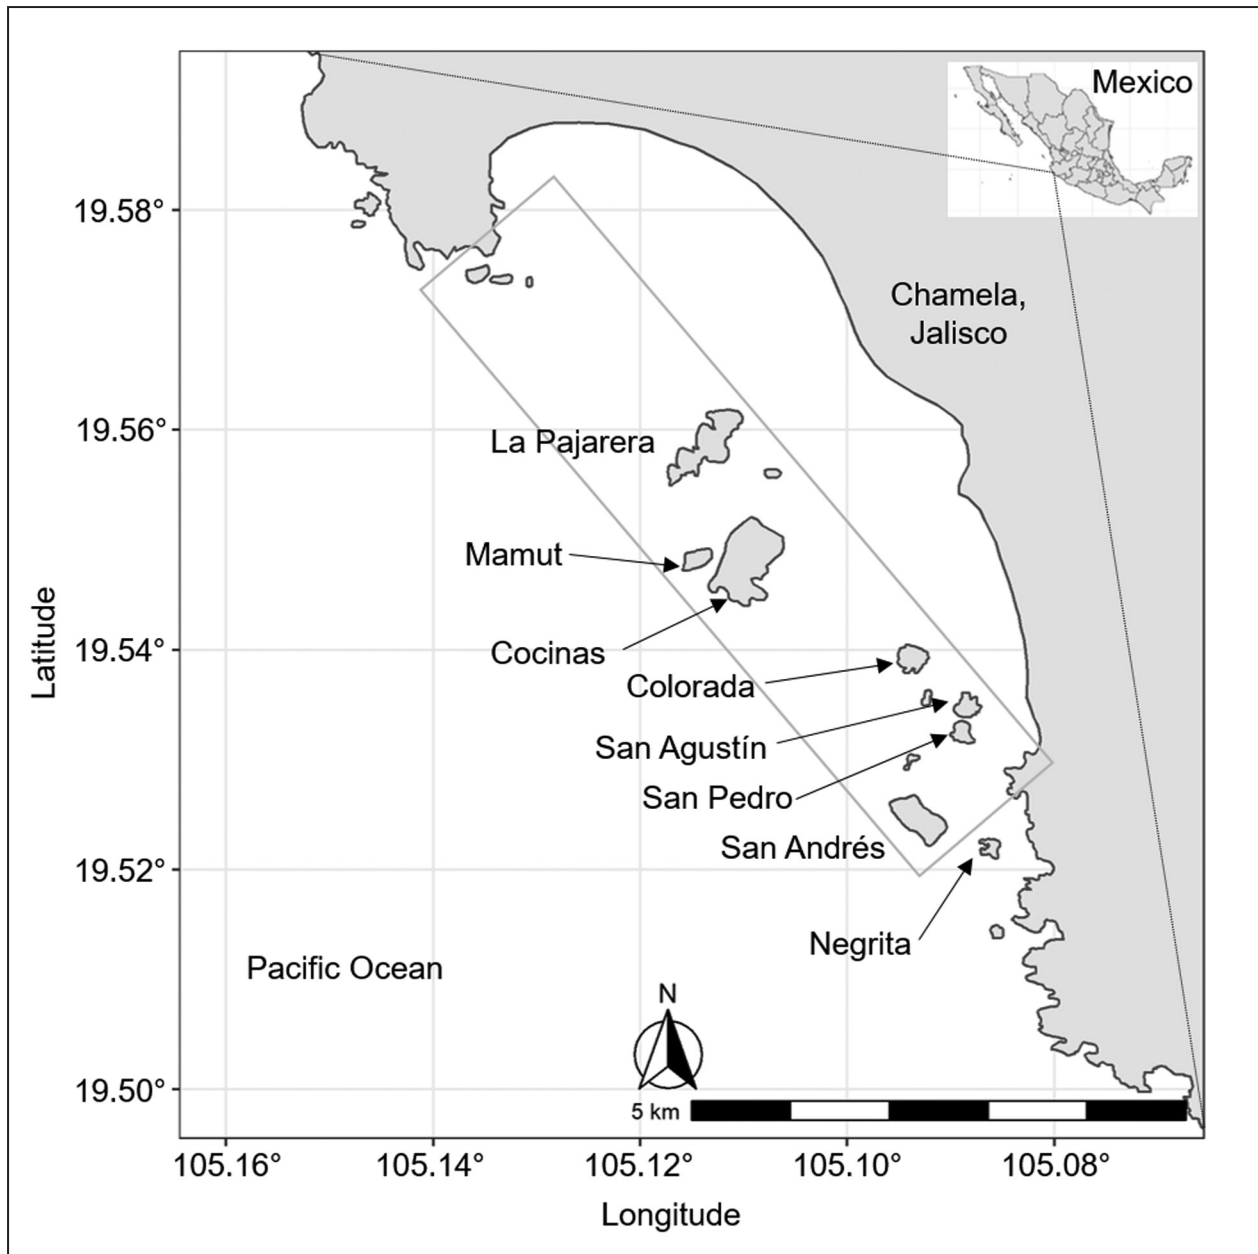 Mexico
19.58°
Chamela,
Jalisco
19.56°
La Pajarera
Mamut
Cocinas
19.54°
Colorada
San Agustín
San Pedro
San Andrés
19.52°
Negrita
Pacific Ocean
N
19.50°
5 km
105.16°
105.14°
105.12°
105.10°
105.08°
Longitude
Latitude